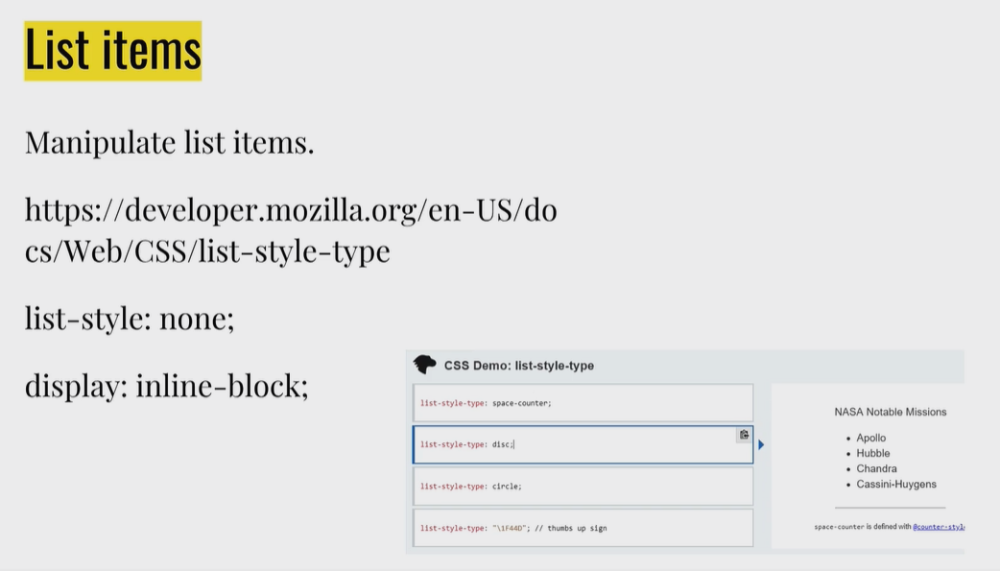 List items
Manipulate list items.
https://developer.mozilla.org/en-US/do
cs/Web/CSS/list-style-type
list-style: none;
display: inline-block;
CSS Demo: list-style-type
list-style-type: space-counter;
list-style-type: disc;
list-style-type: circle;
list-style-type: "\1F44D"; // thumbs up sign
NASA Notable Missions
• Apollo
• Hubble
• Chandra
• Cassini-Huygens
space-counter is defined with @counter-styl